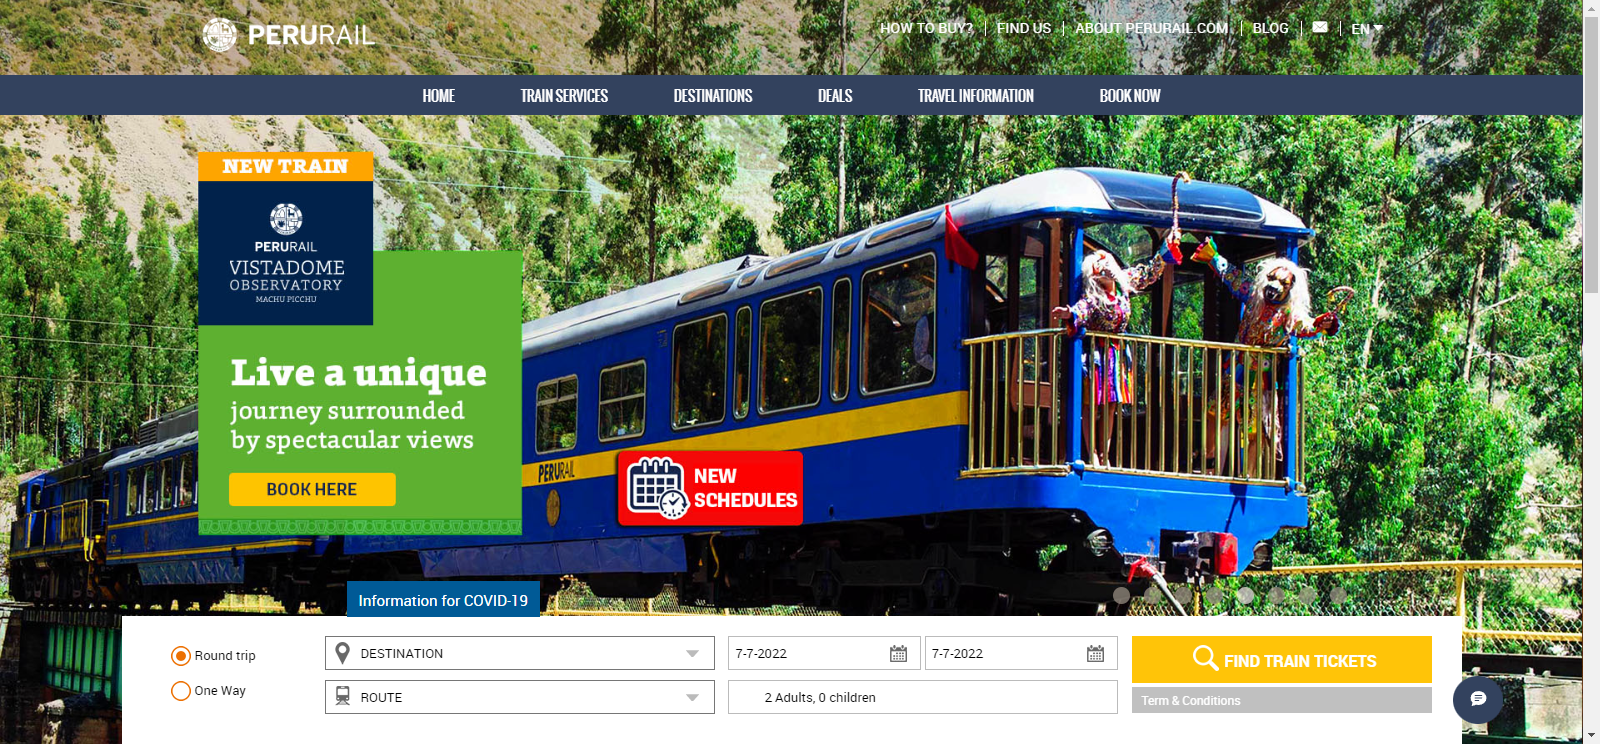 PERURAIL
HOW TO BUY?
FIND US
ABOUT PERURAIL.COM
BLOG
EN
HOME
TRAIN SERVICES
DESTINATIONS
DEALS
TRAVEL INFORMATION
BOOK NOW
NEW TRAIN
PERURAIL
VISTADOME
OBSERVATORY
MACHU PICCHU
Live a unique
journey surrounded
by spectacular views
BOOK HERE
PERURAIL
NEW
SCHEDULES
Information for COVID-19
Round trip
One Way
DESTINATION
ROUTE
7-7-2022
7-7-2022
2 Adults, 0 children
FIND TRAIN TICKETS
Term & Conditions